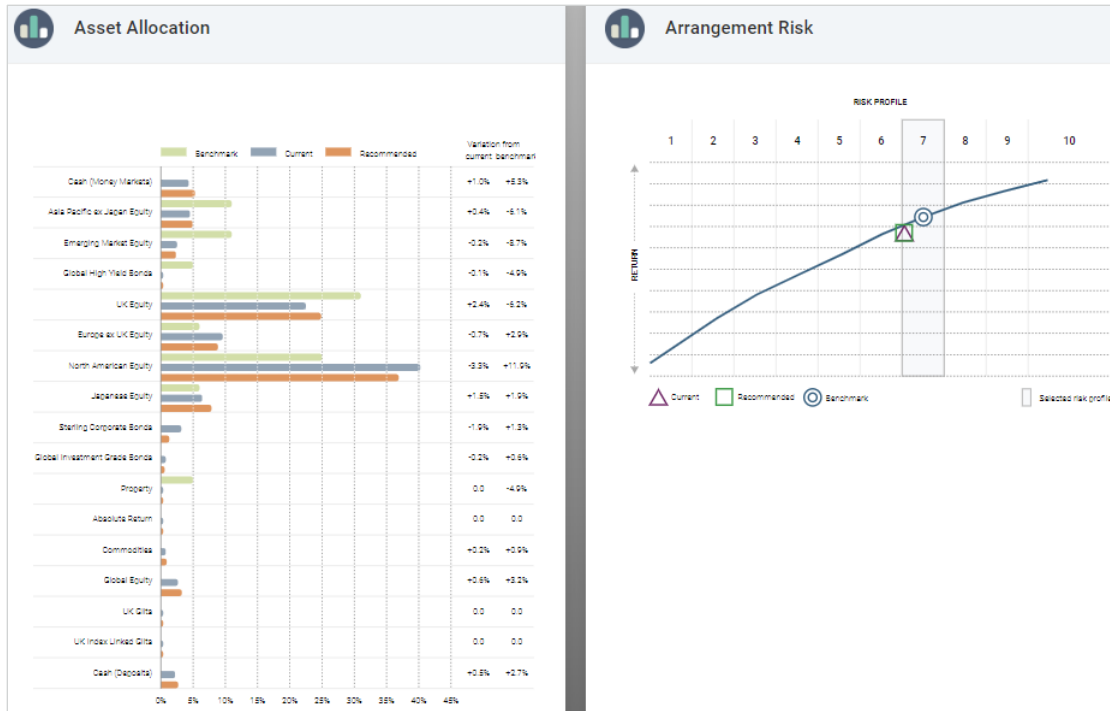 Asset Allocation
Benchmark Current Recommended
Variation from
current benchmark
Cash (Money Markets) +1.0% +5.3%
Asia Pacific ex Japan Equity +0.4% -6.1%
Emerging Market Equity -0.2% -8.7%
Global High Yield Bonds -0.1% -4.9%
UK Equity +2.4% -6.2%
Europe ex UK Equity -0.7% +2.9%
North American Equity -3.3% +11.9%
Japanese Equity +1.5% +1.9%
Sterling Corporate Bonds -1.9% +1.3%
Global Investment Grade Bonds -0.2% +0.6%
Property 0.0 -4.9%
Absolute Return 0.0 0.0
Commodities +0.2% +0.9%
Global Equity +0.6% +3.2%
UK Gilts 0.0 0.0
UK Index Linked Gilts 0.0 0.0
Cash (Deposits) +0.5% +2.7%
0% 5% 10% 15% 20% 25% 30% 35% 40% 45%
Arrangement Risk
RISK PROFILE
1 2 3 4 5 6 7 8 9 10
RETURN
Current Recommended Benchmark Selected risk profile